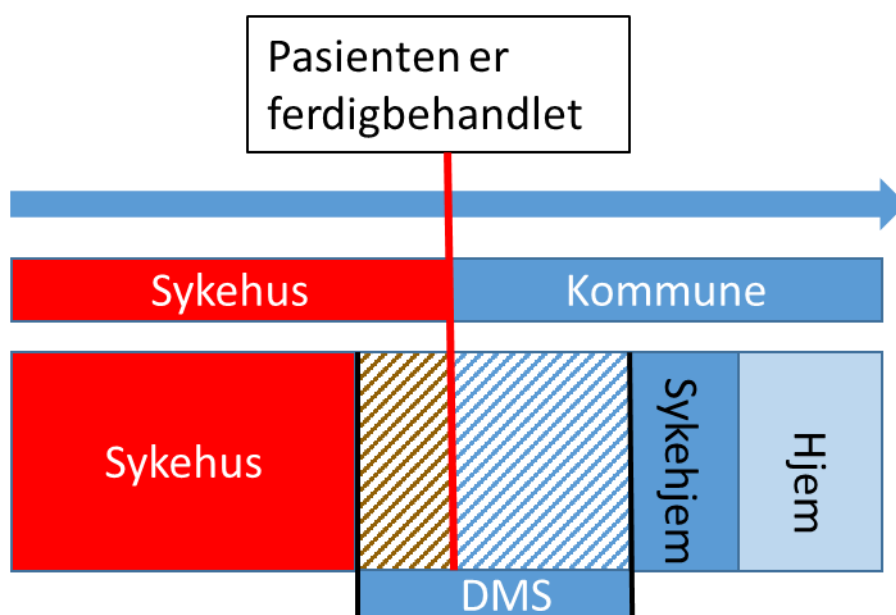 Pasienten er
ferdigbehandlet
Sykehus
Kommune
Sykehus
Sykehjem
Hjem
DMS